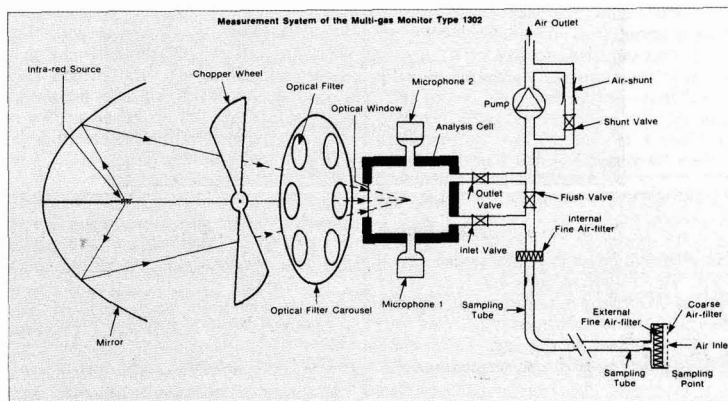 Measurement System of the Multi-gas Monitor Type 1302
Air Outlet
Infra-red Source
Chopper Wheel
Optical Filter
Microphone 2
Optical Window
Analysis Cell
Air-shunt
Pump
Shunt Valve
Outlet
Valve
Flush Valve
Inlet Valve
Internal
Fine Air-filter
Microphone 1
Optical Filter Carousel
Mirror
Sampling
Tube
External
Fine Air-filter
Coarse
Air-filter
Air Inlet
Sampling
Tube
Sampling
Point